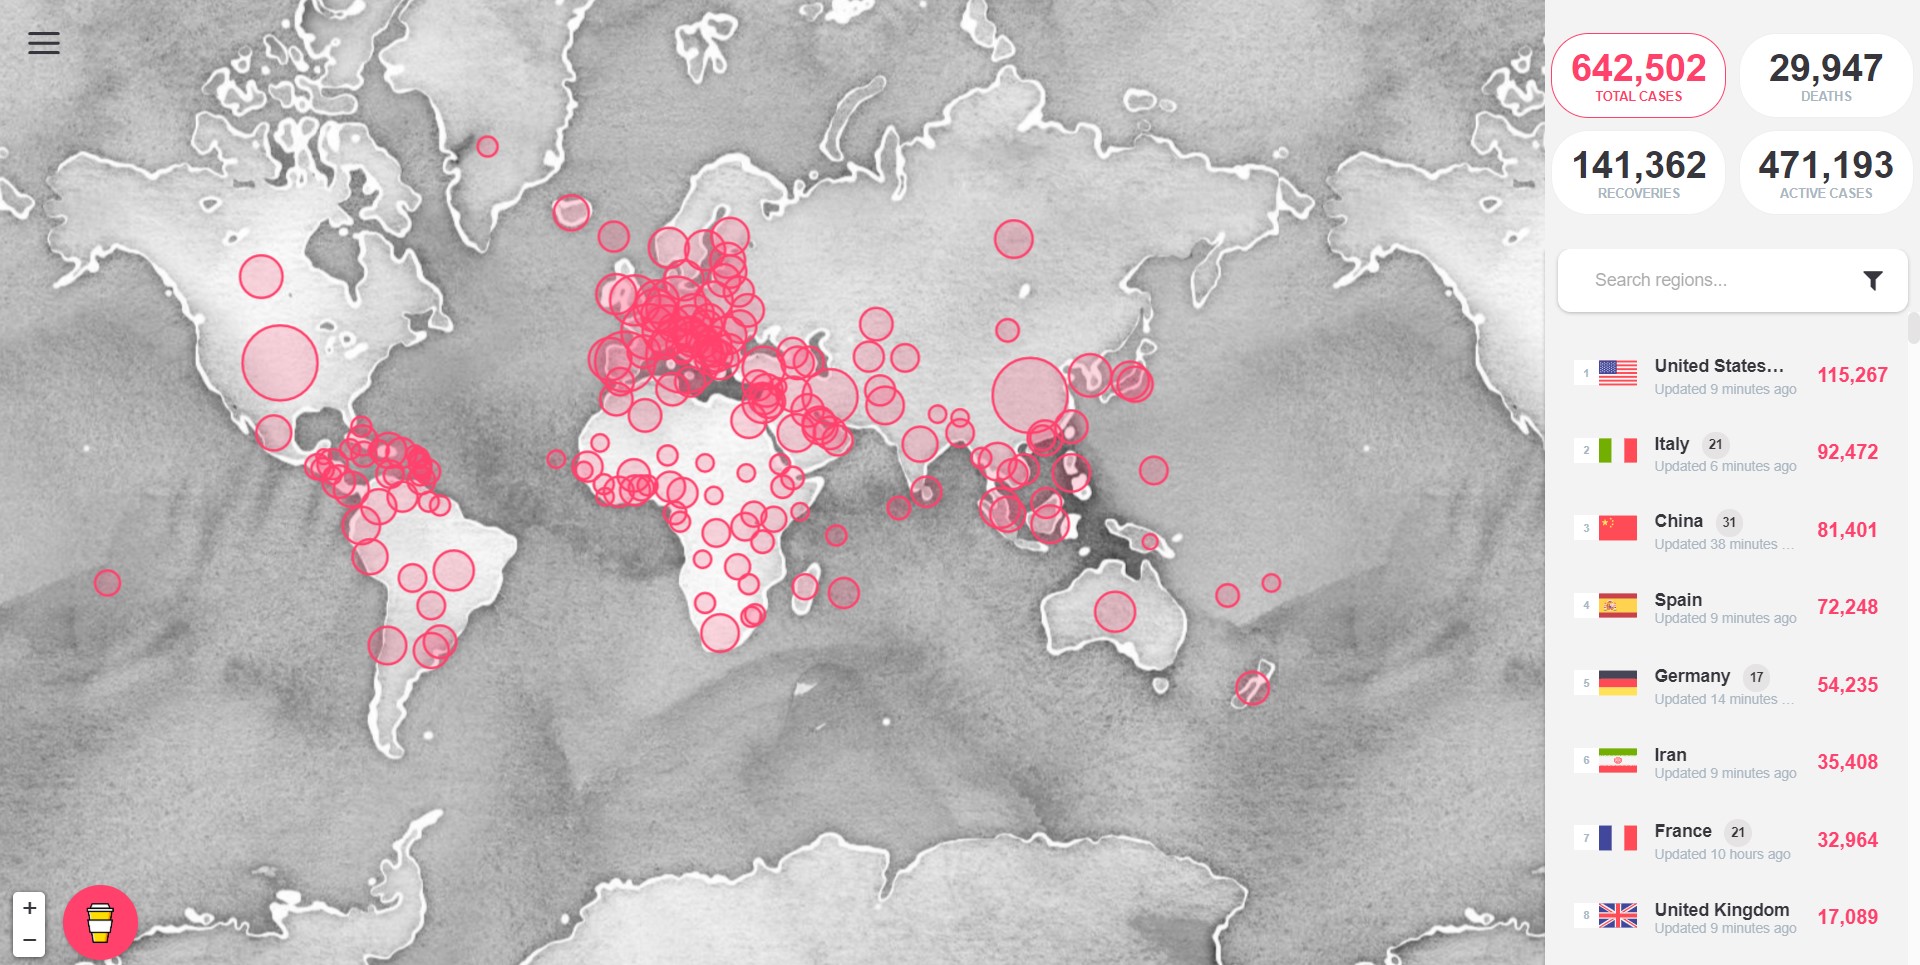 642,502
TOTAL CASES
29,947
DEATHS
141,362
RECOVERIES
471,193
ACTIVE CASES
Search regions...
1
United States...
Updated 9 minutes ago
115,267
2
Italy 21
Updated 6 minutes ago
92,472
3
China 31
Updated 38 minutes ...
81,401
4
Spain
Updated 9 minutes ago
72,248
5
Germany 17
Updated 14 minutes ...
54,235
6
Iran
Updated 9 minutes ago
35,408
7
France 21
Updated 10 hours ago
32,964
8
United Kingdom
Updated 9 minutes ago
17,089
+
−